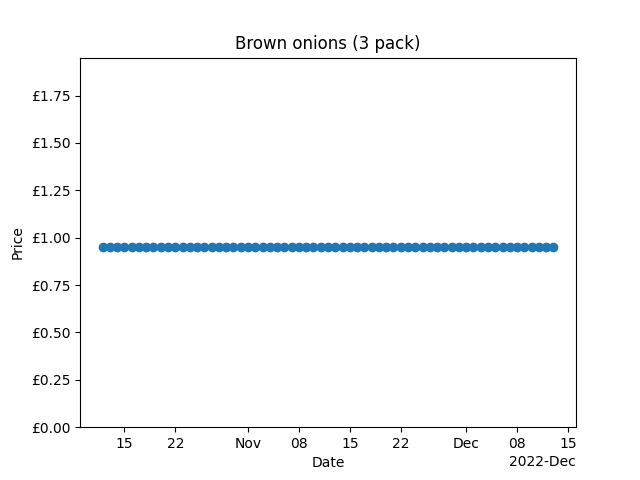 Brown onions (3 pack)
£1.75
£1.50
£1.25
£1.00
£0.75
£0.50
£0.25
£0.00
Price
15 22 Nov 08 15 22 Dec 08 15
Date
2022-Dec